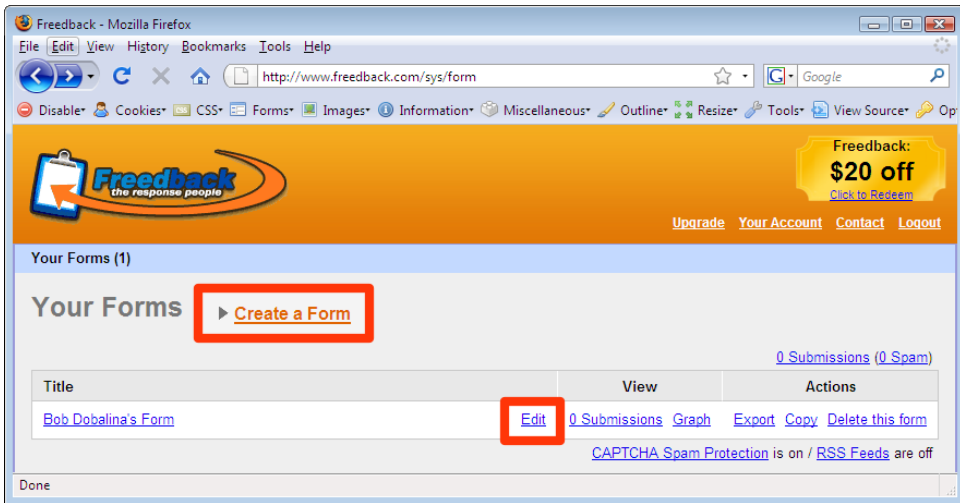 Freedback - Mozilla Firefox
File Edit View History Bookmarks Tools Help
http://www.freedback.com/sys/form G Google
Disable Cookies CSS Forms Images Information Miscellaneous Outline Resize Tools View Source Op
Freedback
the response people
Freedback:
$20 off
Click to Redeem
Upgrade Your Account Contact Logout
Your Forms (1)
Your Forms Create a Form
0 Submissions (0 Spam)
Title View Actions
Bob Dobalina's Form Edit 0 Submissions Graph Export Copy Delete this form
CAPTCHA Spam Protection is on / RSS Feeds are off
Done